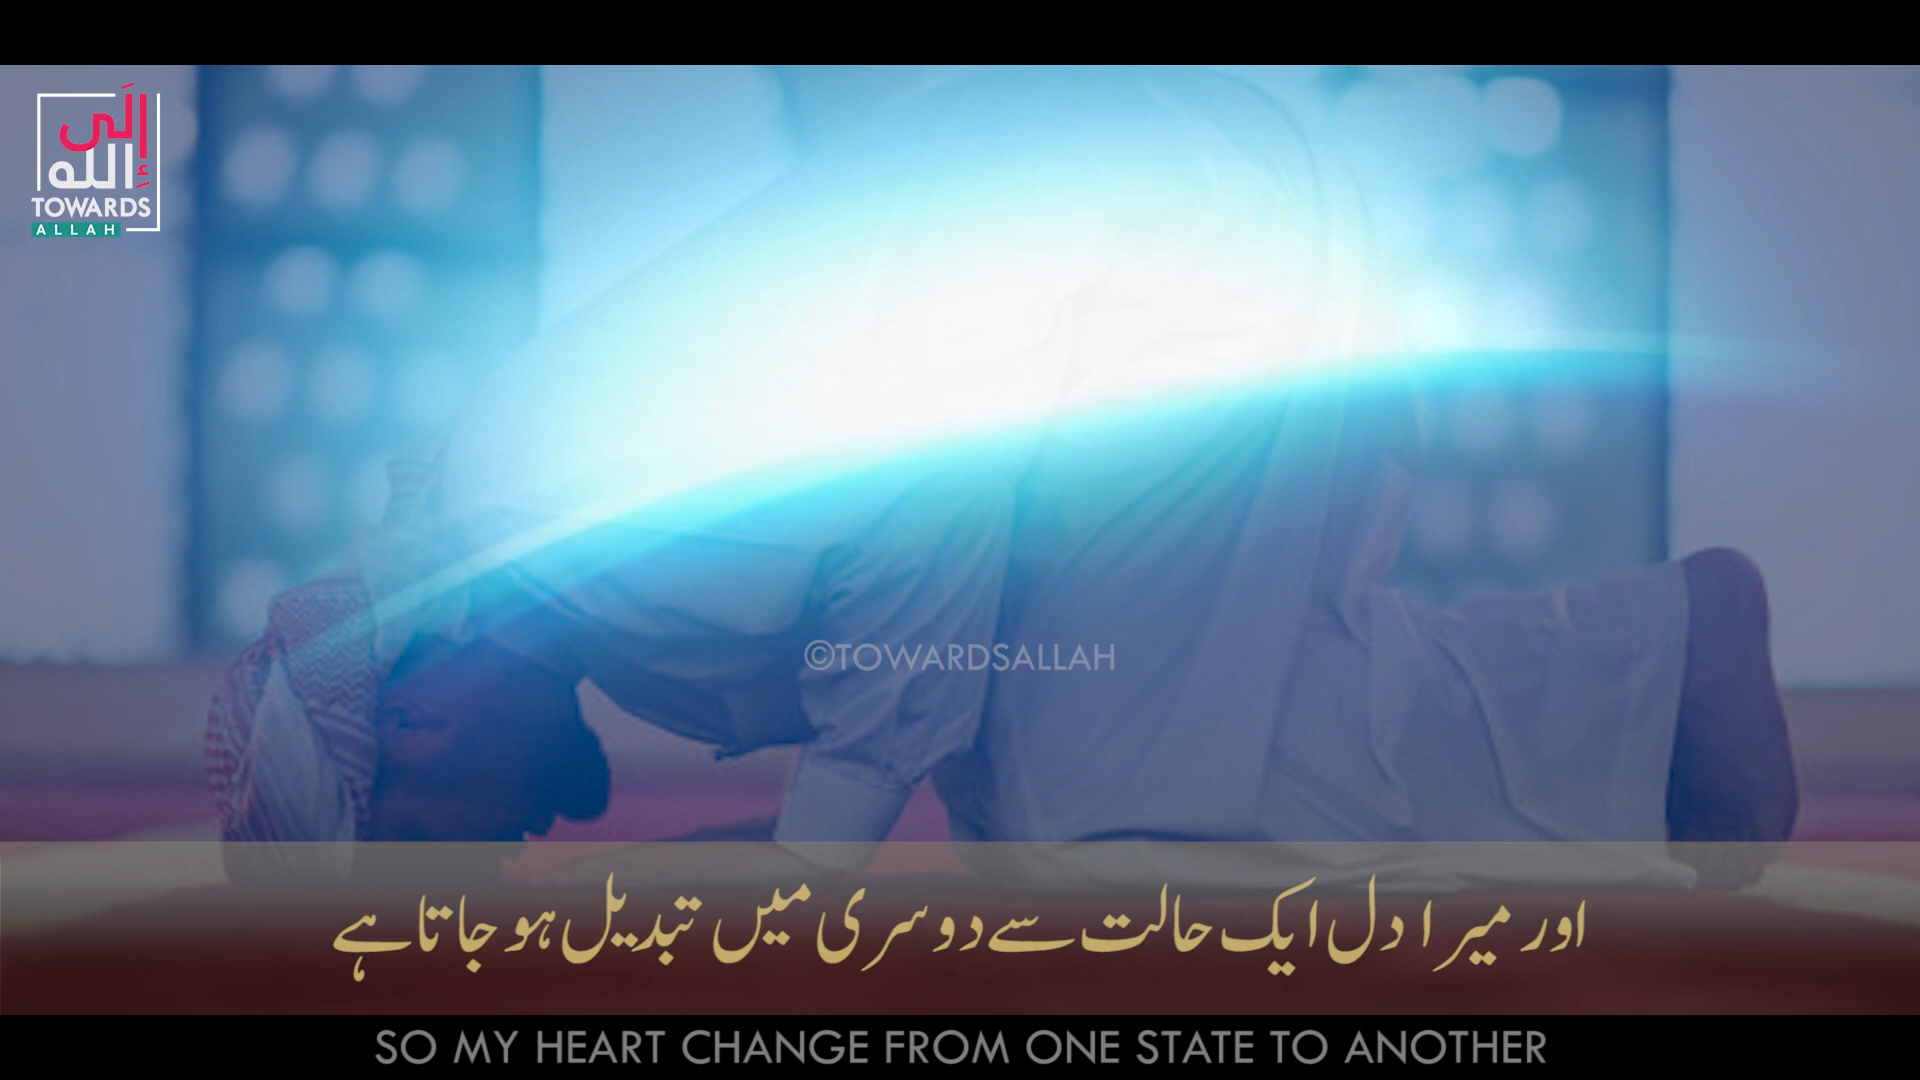 إِلَى
اللهِ
TOWARDS
ALLAH
©TOWARDSALLAH
اور میرا دل ایک حالت سے دوسری میں تبدیل ہو جاتا ہے
SO MY HEART CHANGE FROM ONE STATE TO ANOTHER